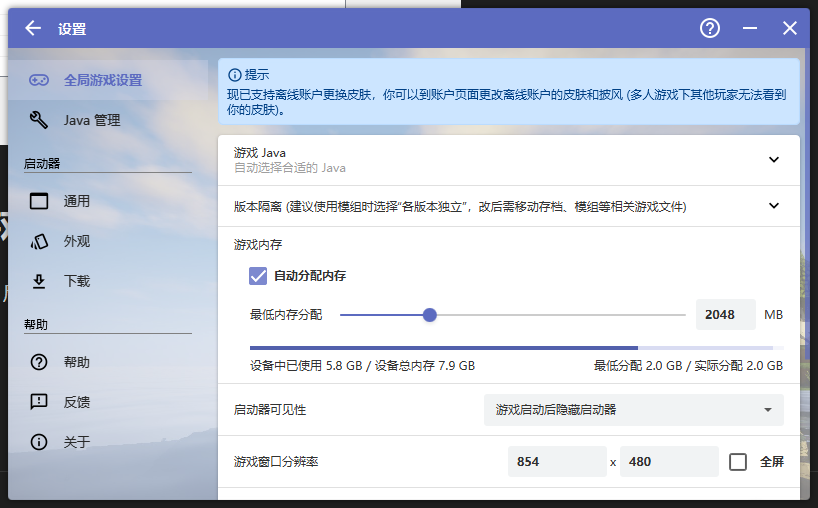 设置
全局游戏设置
Java 管理
启动器
通用
外观
下载
帮助
帮助
反馈
关于
提示
现已支持离线账户更换皮肤，你可以到账户页面更改离线账户的皮肤和披风 (多人游戏下其他玩家无法看到
你的皮肤)。
游戏 Java
自动选择合适的 Java
版本隔离 (建议使用模组时选择“各版本独立”，改后需移动存档、模组等相关游戏文件)
游戏内存
自动分配内存
最低内存分配 2048 MB
设备中已使用 5.8 GB / 设备总内存 7.9 GB 最低分配 2.0 GB / 实际分配 2.0 GB
启动器可见性 游戏启动后隐藏启动器
游戏窗口分辨率 854 x 480 全屏